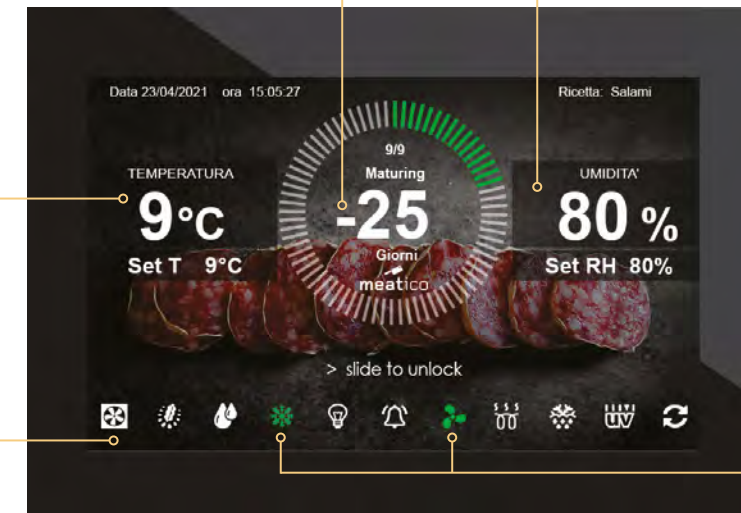 Data 23/04/2021 ora 15:05:27
Ricetta: Salami
9/9
Maturing
-25
Giorni
meatico
TEMPERATURA
9°C
Set T 9°C
UMIDITA'
80 %
Set RH 80%
> slide to unlock
UV